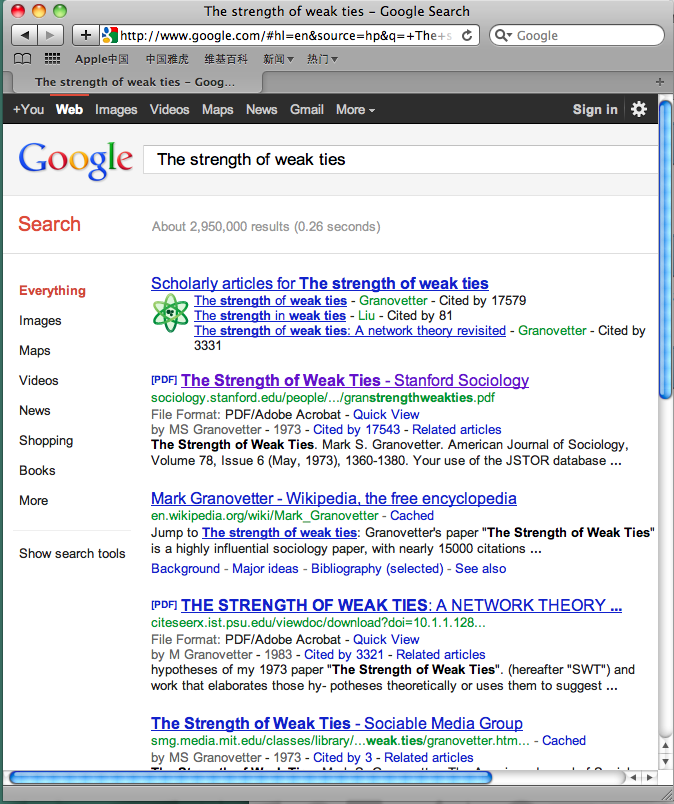 The strength of weak ties - Google Search
http://www.google.com/#hl=en&source=hp&q=+The+s
Google
Apple中国 中国雅虎 维基百科 新闻 热门
The strength of weak ties - Goog...
+You Web Images Videos Maps News Gmail More Sign in
Google The strength of weak ties
Search About 2,950,000 results (0.26 seconds)
Everything
Images
Maps
Videos
News
Shopping
Books
More
Show search tools
Scholarly articles for The strength of weak ties
The strength of weak ties - Granovetter - Cited by 17579
The strength in weak ties - Liu - Cited by 81
The strength of weak ties: A network theory revisited - Granovetter - Cited by
3331
[PDF] The Strength of Weak Ties - Stanford Sociology
sociology.stanford.edu/people/.../granstrengthweakties.pdf
File Format: PDF/Adobe Acrobat - Quick View
by MS Granovetter - 1973 - Cited by 17543 - Related articles
The Strength of Weak Ties. Mark S. Granovetter. American Journal of Sociology,
Volume 78, Issue 6 (May, 1973), 1360-1380. Your use of the JSTOR database ...
Mark Granovetter - Wikipedia, the free encyclopedia
en.wikipedia.org/wiki/Mark_Granovetter - Cached
Jump to The strength of weak ties: Granovetter's paper "The Strength of Weak Ties"
is a highly influential sociology paper, with nearly 15000 citations ...
Background - Major ideas - Bibliography (selected) - See also
[PDF] THE STRENGTH OF WEAK TIES: A NETWORK THEORY ...
citeseerx.ist.psu.edu/viewdoc/download?doi=10.1.1.128...
File Format: PDF/Adobe Acrobat - Quick View
by M Granovetter - 1983 - Cited by 3321 - Related articles
hypotheses of my 1973 paper "The Strength of Weak Ties". (hereafter "SWT") and
work that elaborates those hy- potheses theoretically or uses them to suggest ...
The Strength of Weak Ties - Sociable Media Group
smg.media.mit.edu/classes/library/...weak.ties/granovetter.htm... - Cached
by MS Granovetter - 1973 - Cited by 3 - Related articles
The Strength of Weak Ties. Mark S. Granovetter. The American Journal of